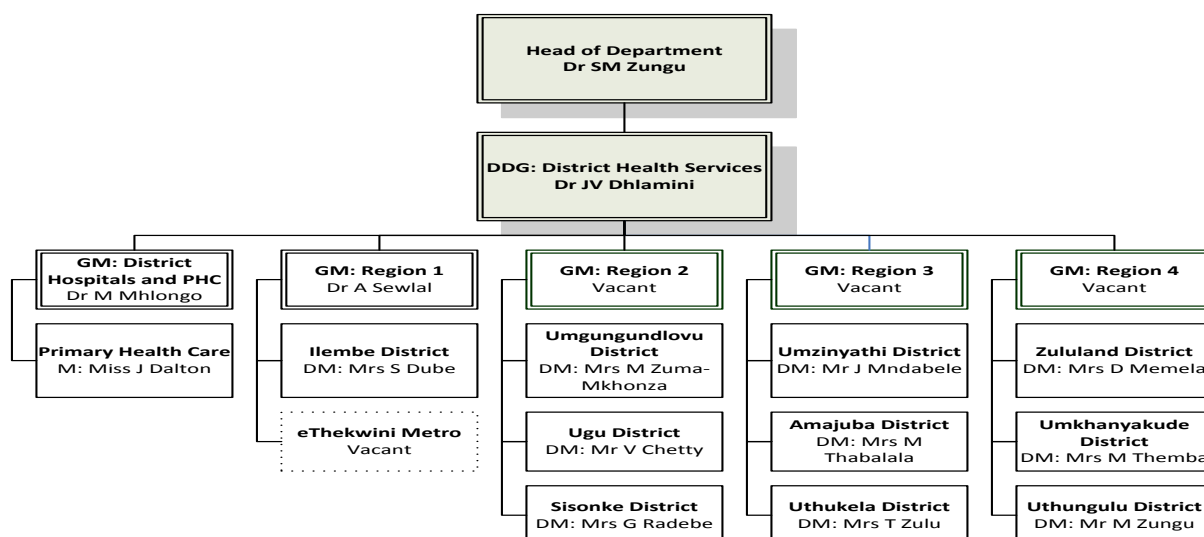 Head of Department
Dr SM Zungu
DDG: District Health Services
Dr JV Dhlamini
GM: District
Hospitals and PHC
Dr M Mhlongo
Primary Health Care
M: Miss J Dalton
GM: Region 1
Dr A Sewlal
Ilembe District
DM: Mrs S Dube
eThekwini Metro
Vacant
GM: Region 2
Vacant
Umgungundlovu
District
DM: Mrs M Zuma-
Mkhonza
Ugu District
DM: Mr V Chetty
Sisonke District
DM: Mrs G Radebe
GM: Region 3
Vacant
Umzinyathi District
DM: Mr J Mndabele
Amajuba District
DM: Mrs M
Thabalala
Uthukela District
DM: Mrs T Zulu
GM: Region 4
Vacant
Zululand District
DM: Mrs D Memela
Umkhanyakude
District
DM: Mrs M Themba
Uthungulu District
DM: Mr M Zungu